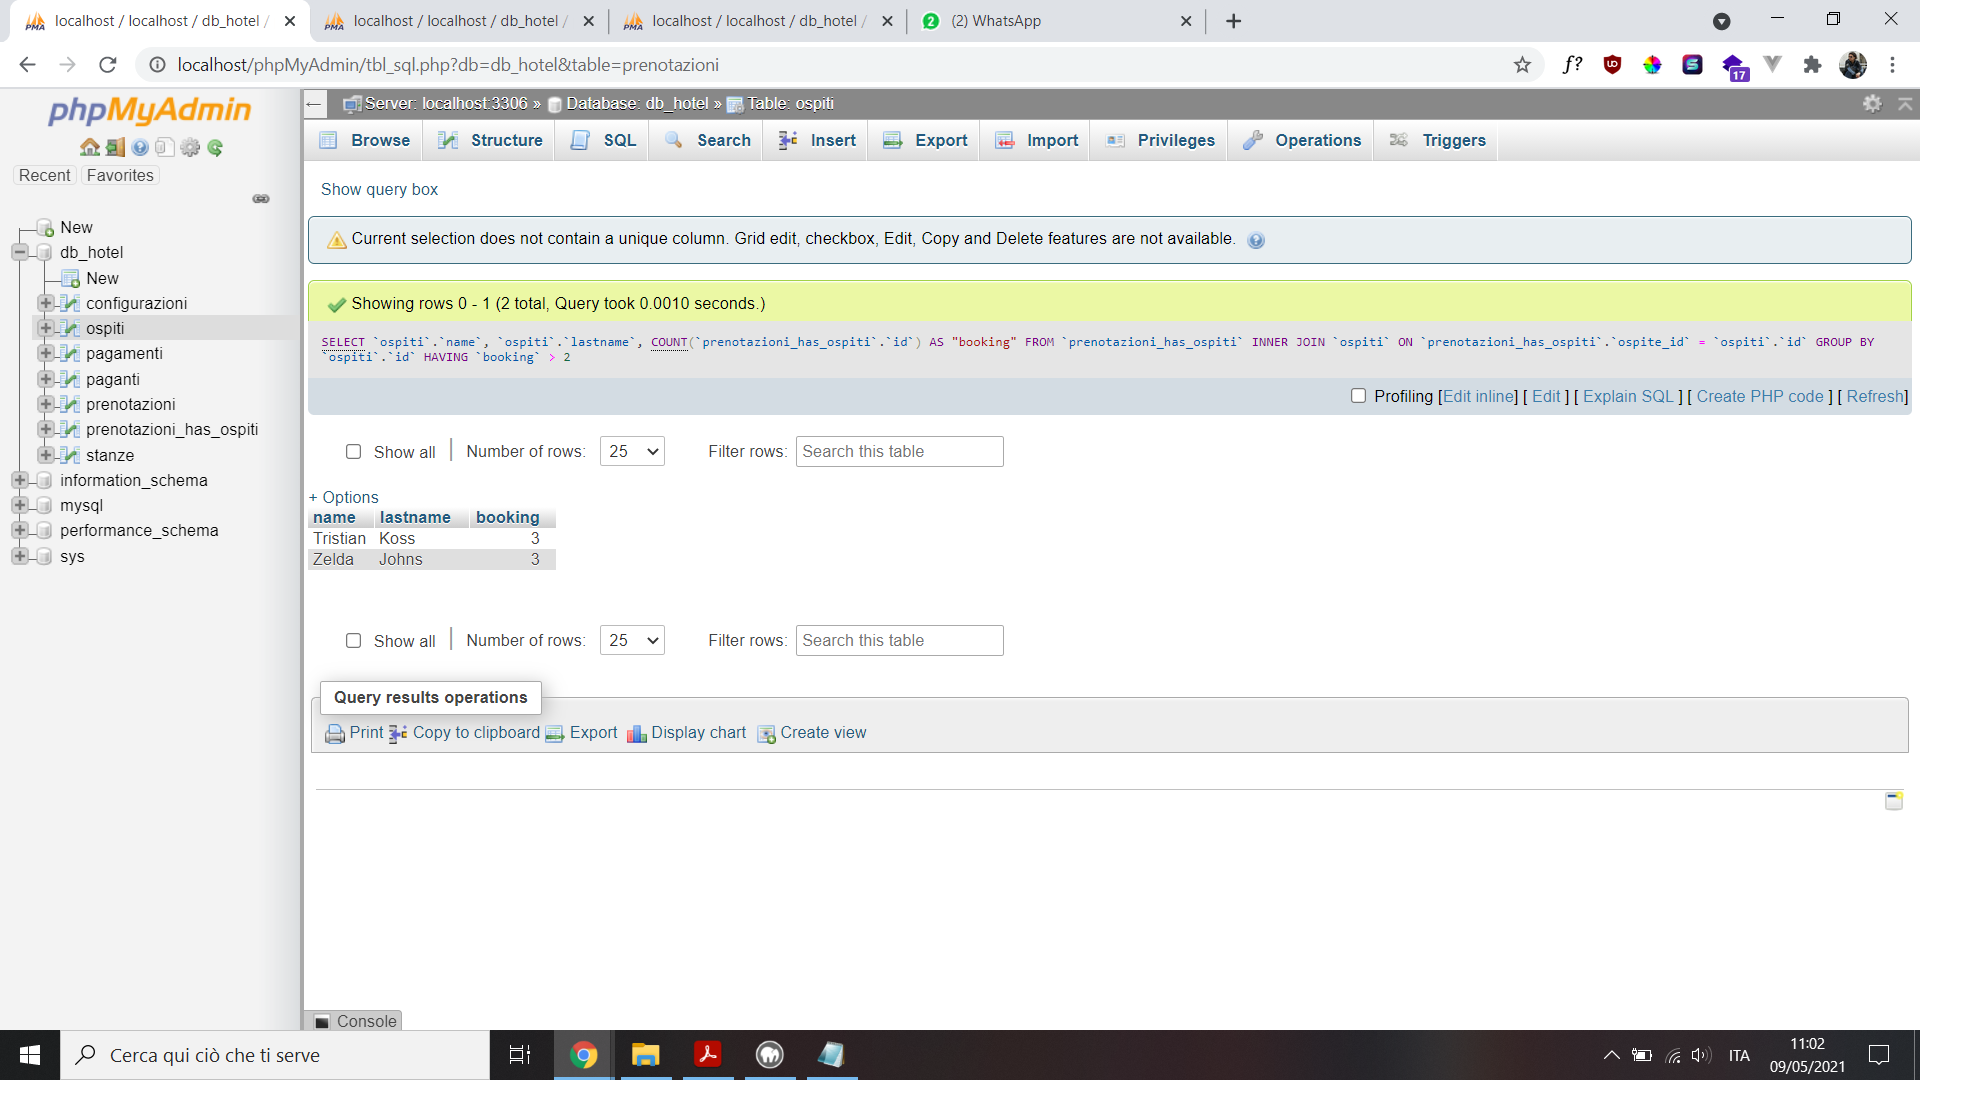 localhost / localhost / db_hotel /
localhost / localhost / db_hotel /
localhost / localhost / db_hotel /
2 (2) WhatsApp
localhost/phpMyAdmin/tbl_sql.php?db=db_hotel&table=prenotazioni
f?
17
phpMyAdmin
Recent Favorites
New
db_hotel
New
configurazioni
ospiti
pagamenti
paganti
prenotazioni
prenotazioni_has_ospiti
stanze
information_schema
mysql
performance_schema
sys
Server: localhost:3306 » Database: db_hotel » Table: ospiti
Browse Structure SQL Search Insert Export Import Privileges Operations Triggers
Show query box
Current selection does not contain a unique column. Grid edit, checkbox, Edit, Copy and Delete features are not available.
Showing rows 0 - 1 (2 total, Query took 0.0010 seconds.)
SELECT `ospiti`.`name`, `ospiti`.`lastname`, COUNT(`prenotazioni_has_ospiti`.`id`) AS "booking" FROM `prenotazioni_has_ospiti` INNER JOIN `ospiti` ON `prenotazioni_has_ospiti`.`ospite_id` = `ospiti`.`id` GROUP BY
`ospiti`.`id` HAVING `booking` > 2
Profiling [Edit inline] [ Edit ] [ Explain SQL ] [ Create PHP code ] [ Refresh]
Show all Number of rows: 25 Filter rows: Search this table
+ Options
name lastname booking
Tristian Koss 3
Zelda Johns 3
Show all Number of rows: 25 Filter rows: Search this table
Query results operations
Print Copy to clipboard Export Display chart Create view
Console
Cerca qui ciò che ti serve
ITA
11:02
09/05/2021